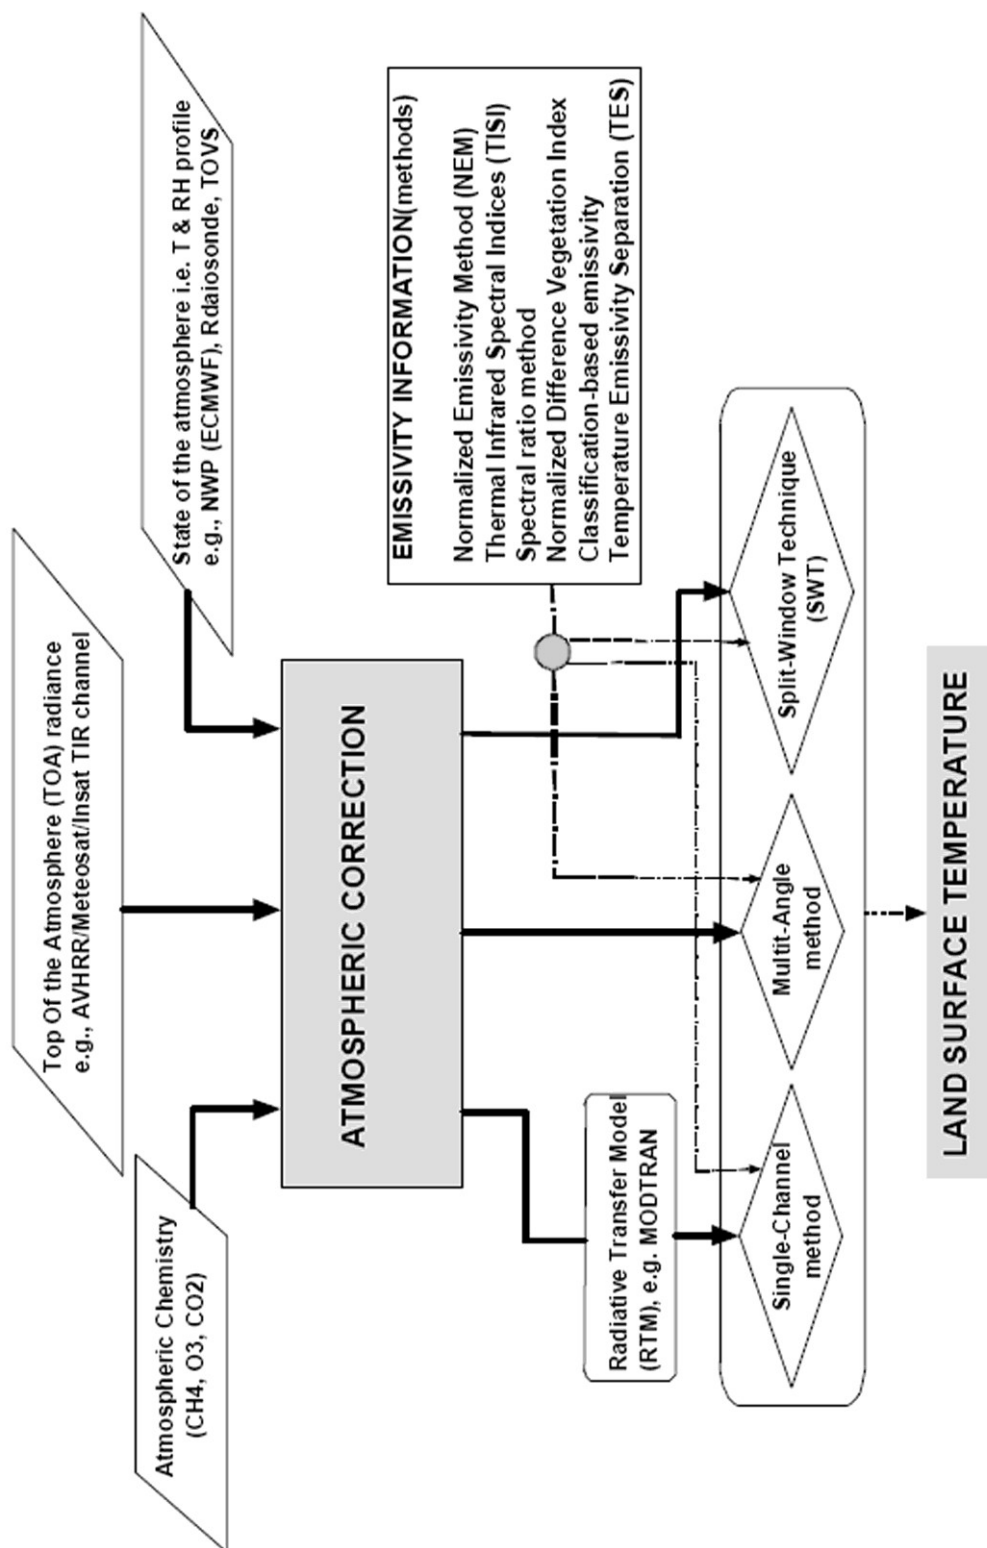 Top Of the Atmosphere (TOA) radiance
e.g., AVHRR/Meteosat/Insat TIR channel
Atmospheric Chemistry
(CH4, O3, CO2)
State of the atmosphere i.e. T & RH profile
e.g., NWP (ECMWF), Rdaiosonde, TOVS
ATMOSPHERIC CORRECTION
EMISSIVITY INFORMATION(methods)
Normalized Emissivity Method (NEM)
Thermal Infrared Spectral Indices (TISI)
Spectral ratio method
Normalized Difference Vegetation Index
Classification-based emissivity
Temperature Emissivity Separation (TES)
Radiative Transfer Model
(RTM), e.g. MODTRAN
Single-Channel
method
Multit-Angle
method
Split-Window Technique
(SWT)
LAND SURFACE TEMPERATURE